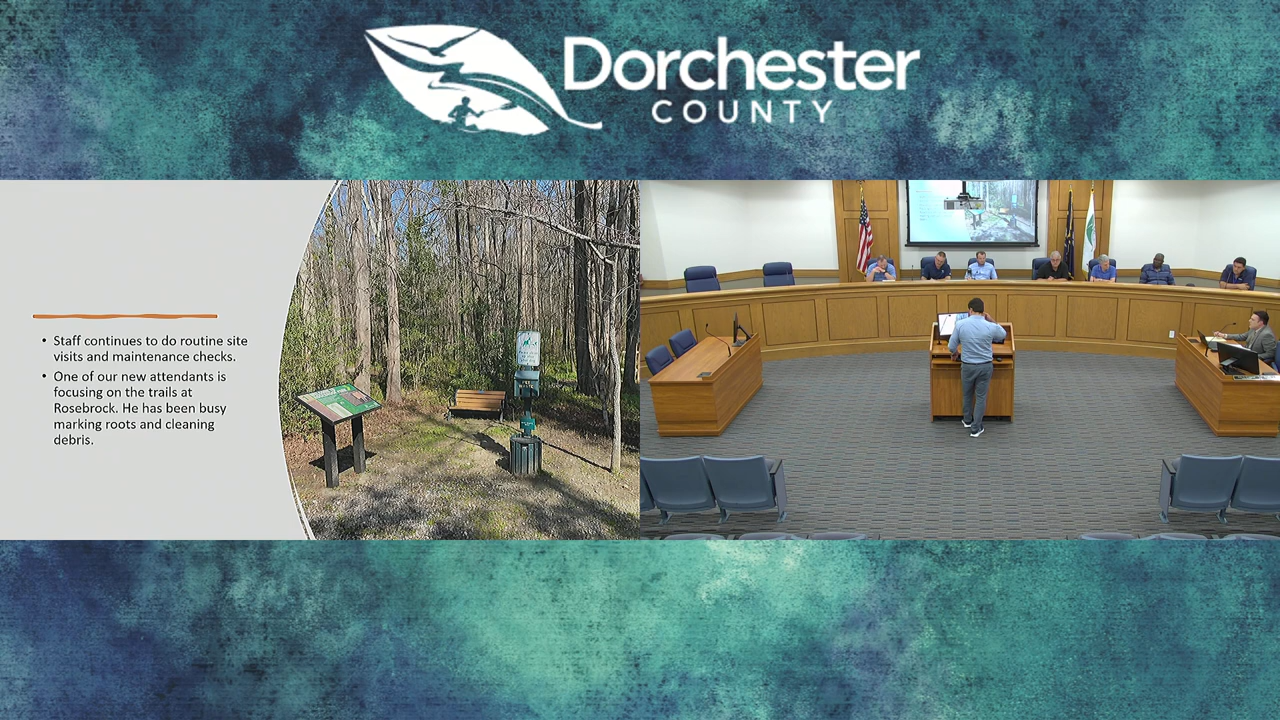 Dorchester
COUNTY
• Staff continues to do routine site
visits and maintenance checks.
• One of our new attendants is
focusing on the trails at
Rosebrock. He has been busy
marking roots and cleaning
debris.